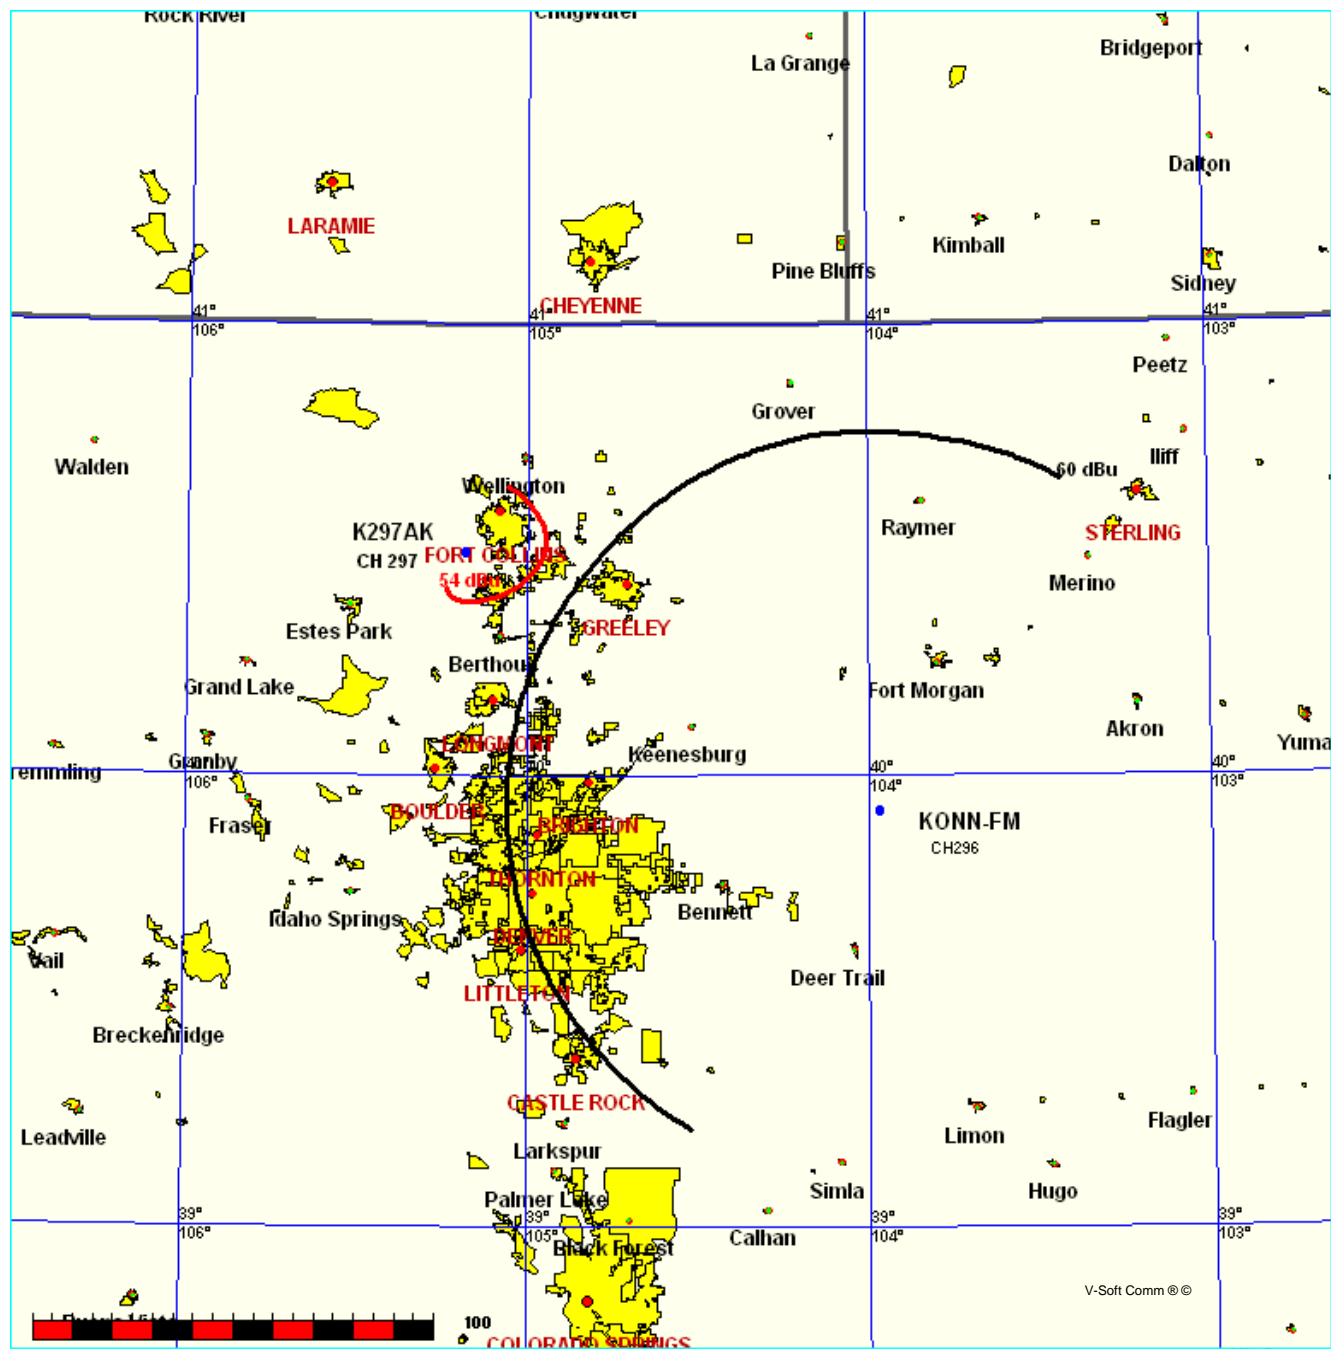 Rock River
Chugwater
La Grange
Bridgeport
Dalton
LARAMIE
Kimball
Pine Bluffs
Sidney
CHEYENNE
41°
106°
41°
105°
41°
104°
41°
103°
Peetz
Grover
Walden
Iliff
60 dBu
Wellington
Raymer
K297AK
STERLING
FORT COLLINS
CH 297
54 dBu
Merino
Estes Park
GREELEY
Berthoud
Grand Lake
Fort Morgan
Akron
LONGMONT
Keenesburg
Yuma
Granby
remmling
106°
40°
104°
40°
103°
BOULDER
Fraser
BRIGHTON
KONN-FM
CH296
THORNTON
Idaho Springs
Bennett
DENVER
Vail
Deer Trail
LITTLETON
Breckenridge
CASTLE ROCK
Flagler
Leadville
Limon
Larkspur
Simla
Hugo
Palmer Lake
39°
106°
39°
105°
39°
104°
39°
103°
Calhan
Black Forest
V-Soft Comm ® ©
100
COLORADO SPRINGS